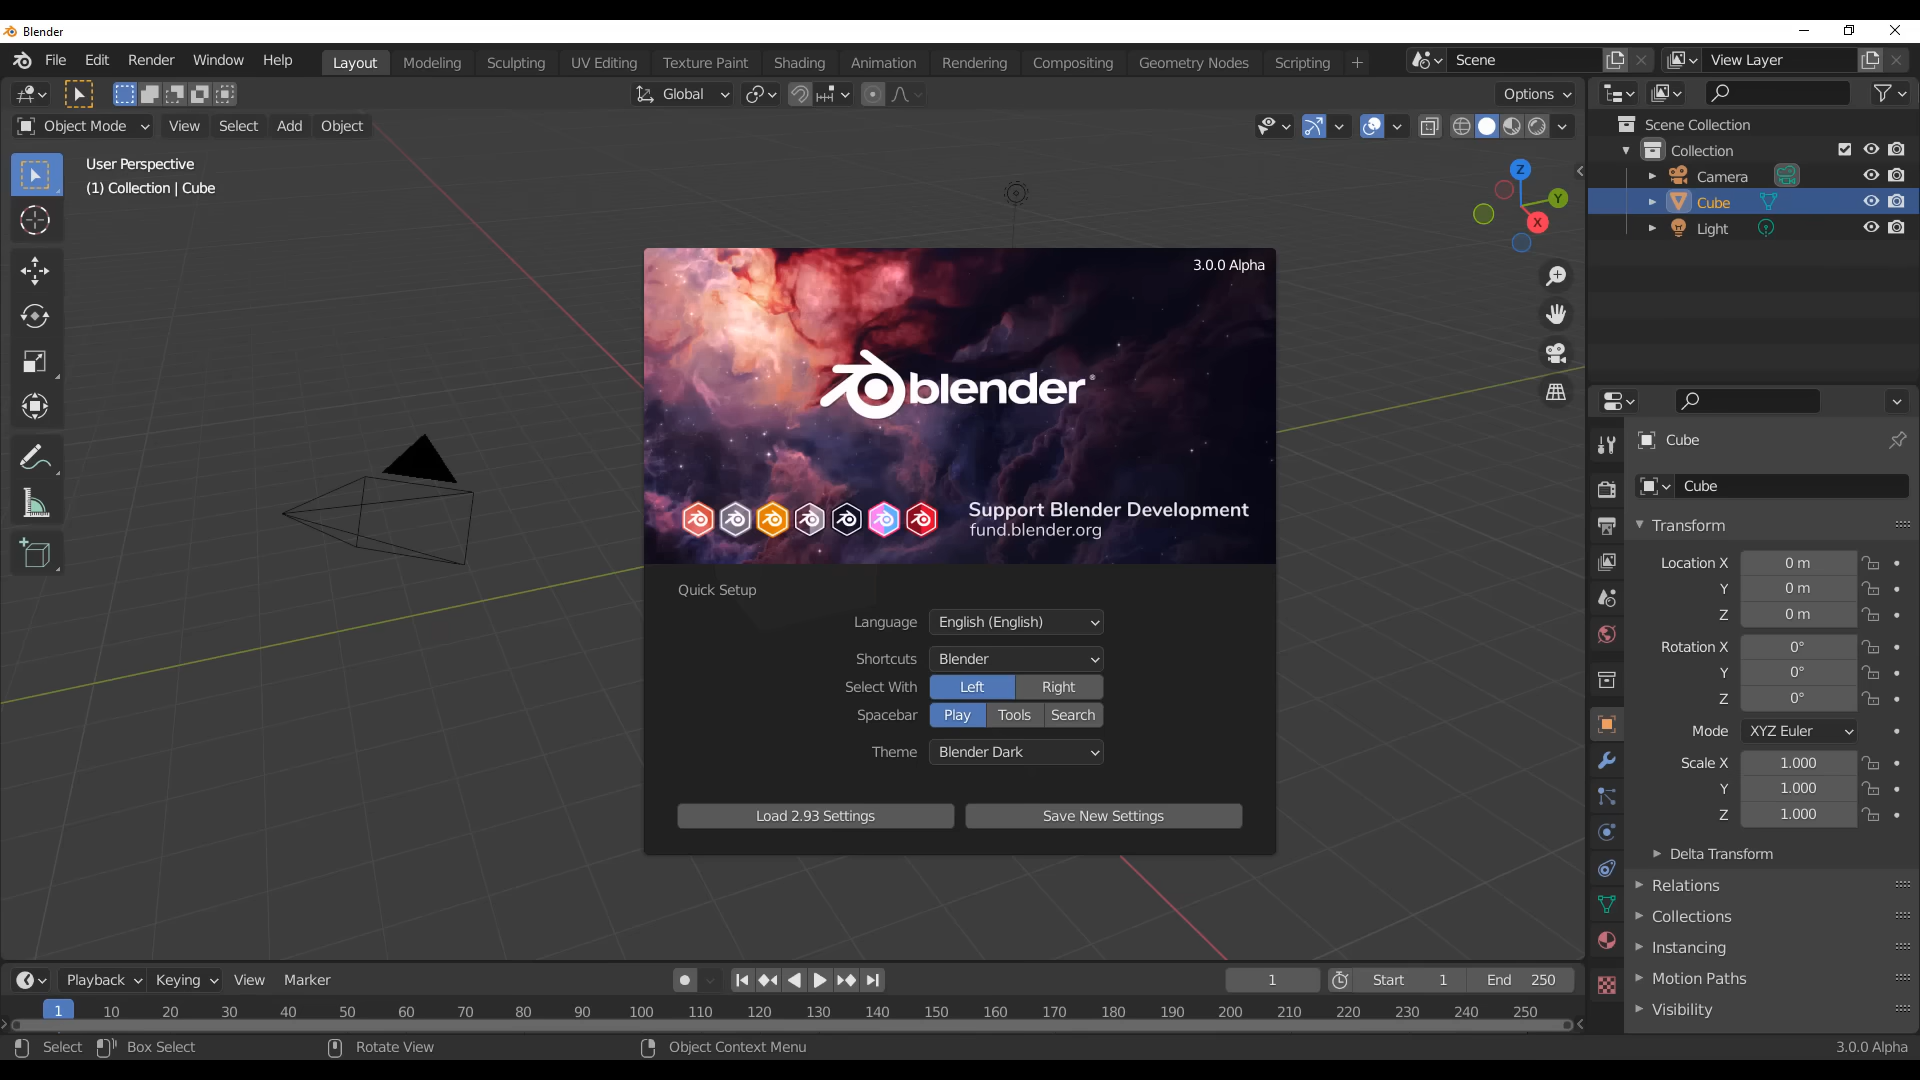 Blender
File Edit Render Window Help Layout Modeling Sculpting UV Editing Texture Paint Shading Animation Rendering Compositing Geometry Nodes Scripting + Scene View Layer
Global Options
Object Mode View Select Add Object
User Perspective
(1) Collection | Cube
Z
Y
X
Scene Collection
Collection
Camera
Cube
Light
3.0.0 Alpha
blender
Support Blender Development
fund.blender.org
Quick Setup
Language English (English)
Shortcuts Blender
Select With Left Right
Spacebar Play Tools Search
Theme Blender Dark
Load 2.93 Settings Save New Settings
Cube
Cube
Transform
Location X 0 m
Y 0 m
Z 0 m
Rotation X 0°
Y 0°
Z 0°
Mode XYZ Euler
Scale X 1.000
Y 1.000
Z 1.000
Delta Transform
Relations
Collections
Instancing
Motion Paths
Visibility
Playback Keying View Marker 1 Start 1 End 250
1 10 20 30 40 50 60 70 80 90 100 110 120 130 140 150 160 170 180 190 200 210 220 230 240 250
Select Box Select Rotate View Object Context Menu 3.0.0 Alpha